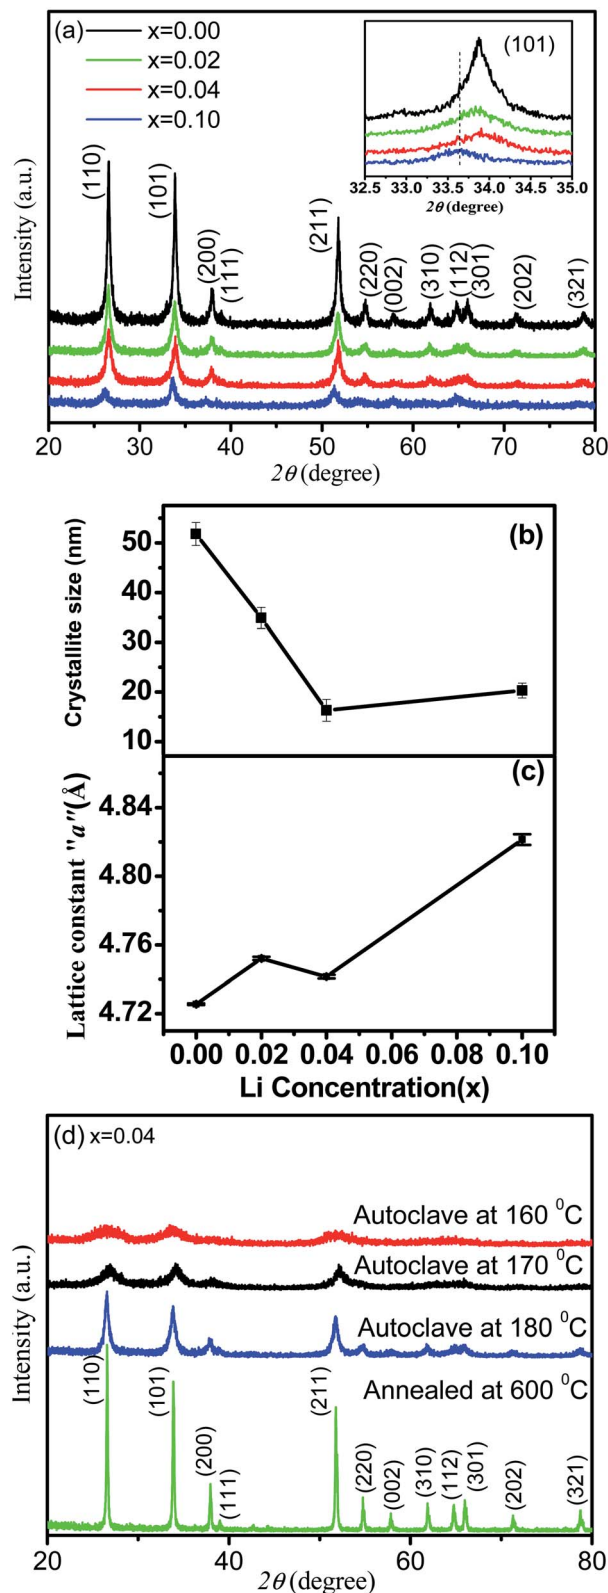 (a)
x=0.00
x=0.02
x=0.04
x=0.10
(101)
32.5 33.0 33.5 34.0 34.5 35.0
2θ (degree)
Intensity (a.u.)
(110)
(101)
(200)
(111)
(211)
(220)
(002)
(310)
(112)
(301)
(202)
(321)
20 30 40 50 60 70 80
2θ (degree)
(b)
Crystallite size (nm)
50
40
30
20
10
(c)
Lattice constant "a"(Å)
4.84
4.80
4.76
4.72
0.00 0.02 0.04 0.06 0.08 0.10
Li Concentration(x)
(d) x=0.04
Autoclave at 160 ⁰C
Autoclave at 170 ⁰C
Autoclave at 180 ⁰C
Annealed at 600 ⁰C
Intensity (a.u.)
(110)
(101)
(200)
(111)
(211)
(220)
(002)
(310)
(112)
(301)
(202)
(321)
20 40 60 80
2θ (degree)